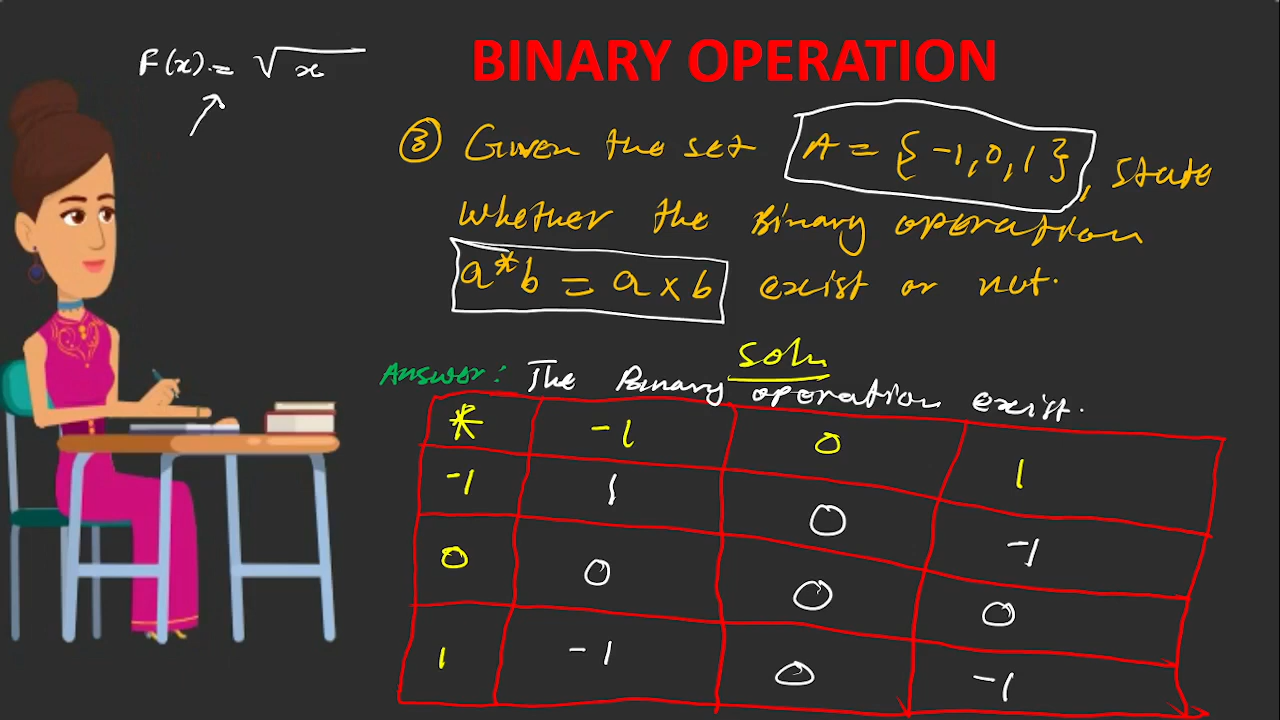 F(x) = √x
BINARY OPERATION
③ Given the set A = {-1, 0, 1}, state
whether the Binary operation
a*b = a x b exist or not.
soln
Answer: The Binary operation exist.
* -1 0 1
-1 1 0 -1
0 0 0 0
1 -1 0 -1